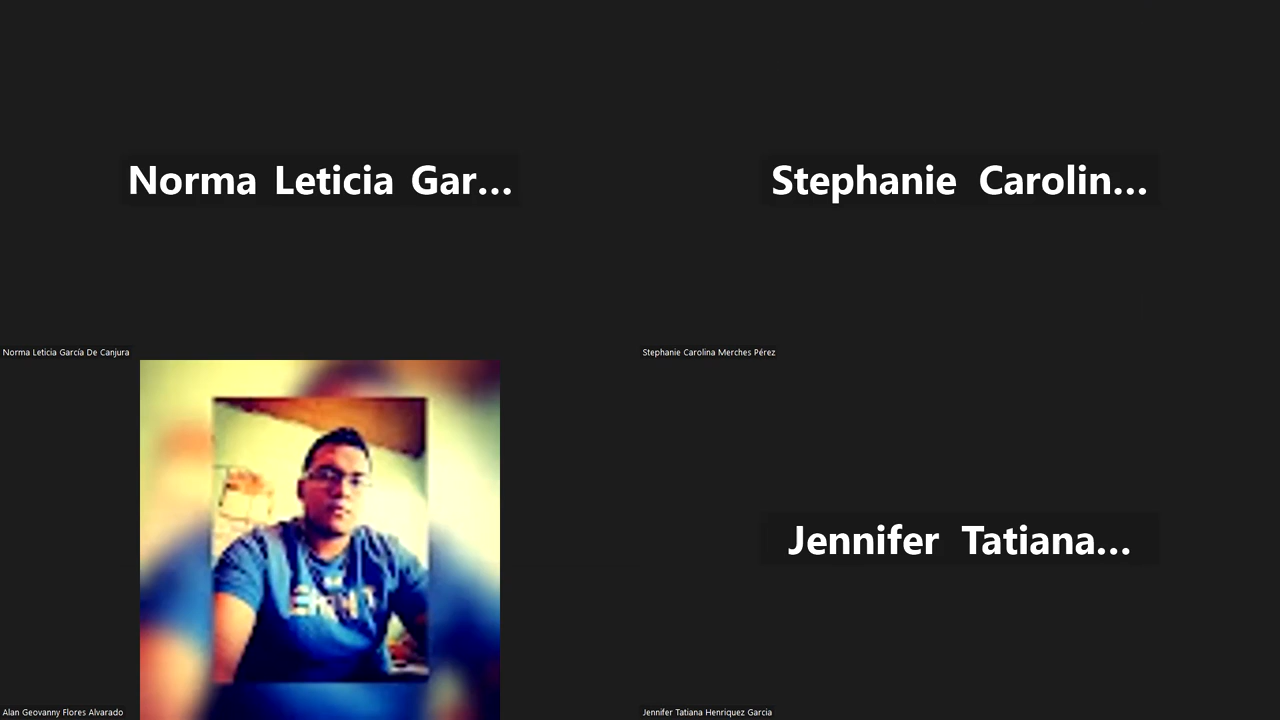 Norma Leticia Gar...
Stephanie Carolin...
Norma Leticia García De Canjura
Stephanie Carolina Merches Pérez
Jennifer Tatiana...
Alan Geovanny Flores Alvarado
Jennifer Tatiana Henriquez Garcia